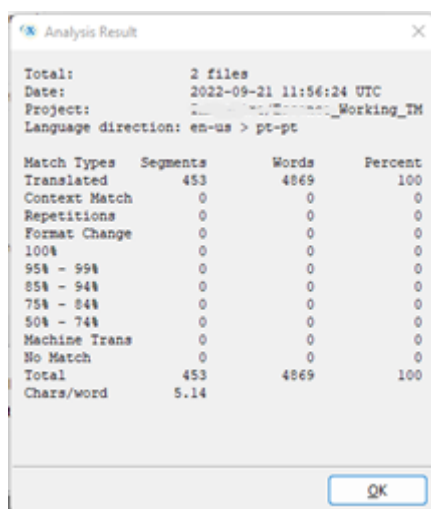 Analysis Result
Total: 2 files
Date: 2022-09-21 11:56:24 UTC
Project: _Working_TM
Language direction: en-us > pt-pt
Match Types Segments Words Percent
Translated 453 4869 100
Context Match 0 0 0
Repetitions 0 0 0
Format Change 0 0 0
100% 0 0 0
95% - 99% 0 0 0
85% - 94% 0 0 0
75% - 84% 0 0 0
50% - 74% 0 0 0
Machine Trans 0 0 0
No Match 0 0 0
Total 453 4869 100
Chars/word 5.14
OK